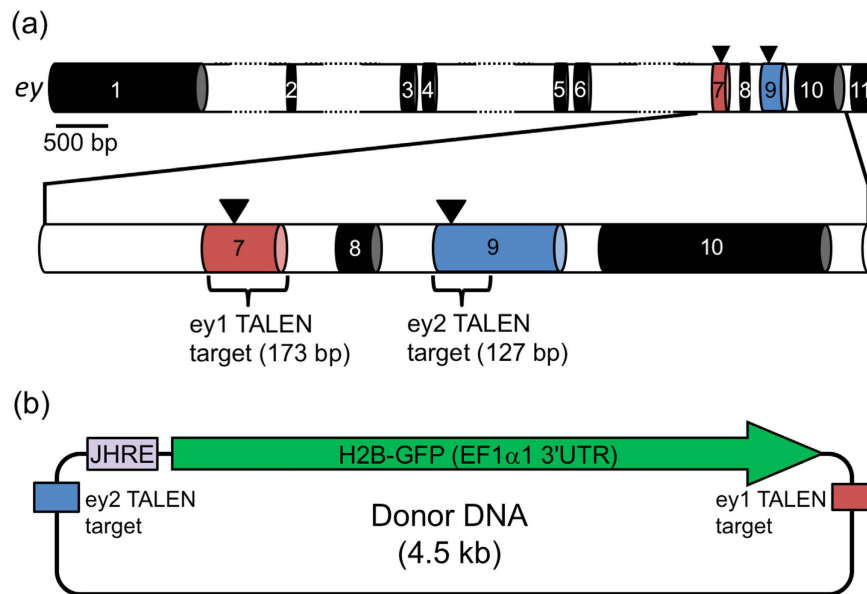 (a)
ey 1 2 3 4 5 6 7 8 9 10 11
500 bp
7 8 9 10
ey1 TALEN target (173 bp)
ey2 TALEN target (127 bp)
(b)
JHRE H2B-GFP (EF1α1 3'UTR)
ey2 TALEN target
ey1 TALEN target
Donor DNA
(4.5 kb)